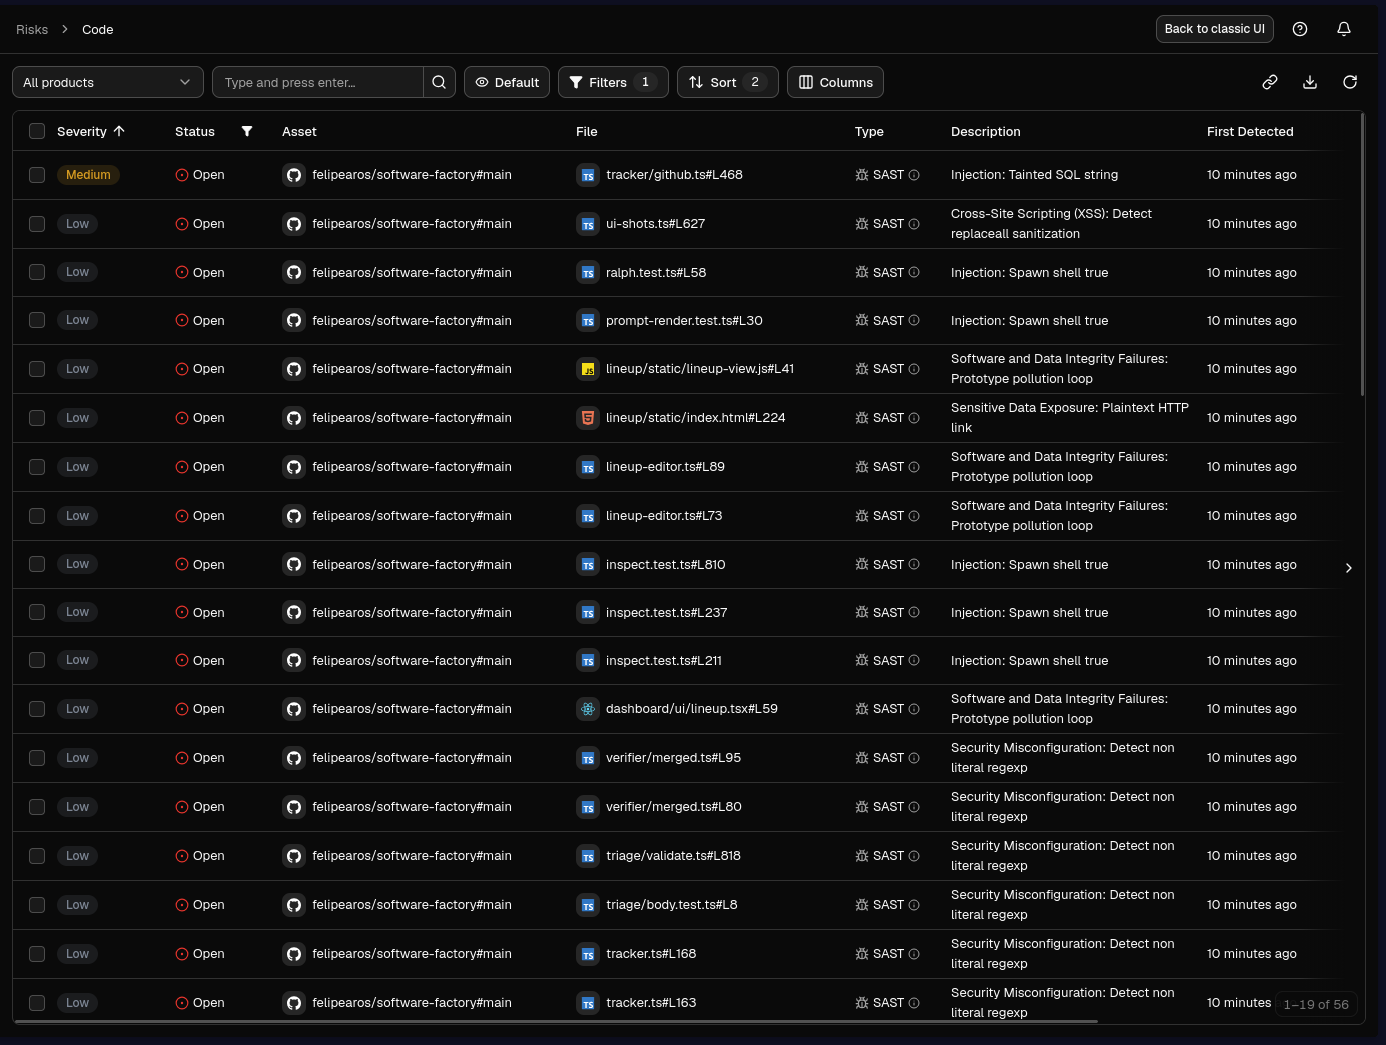 Risks > Code
Back to classic UI
All products
Type and press enter...
Default
Filters 1
Sort 2
Columns
Severity Status Asset File Type Description First Detected
Medium Open felipearos/software-factory#main tracker/github.ts#L468 SAST Injection: Tainted SQL string 10 minutes ago
Low Open felipearos/software-factory#main ui-shots.ts#L627 SAST Cross-Site Scripting (XSS): Detect
replaceall sanitization
10 minutes ago
Low Open felipearos/software-factory#main ralph.test.ts#L58 SAST Injection: Spawn shell true 10 minutes ago
Low Open felipearos/software-factory#main prompt-render.test.ts#L30 SAST Injection: Spawn shell true 10 minutes ago
Low Open felipearos/software-factory#main JS lineup/static/lineup-view.js#L41 SAST Software and Data Integrity Failures:
Prototype pollution loop
10 minutes ago
Low Open felipearos/software-factory#main lineup/static/index.html#L224 SAST Sensitive Data Exposure: Plaintext HTTP
link
10 minutes ago
Low Open felipearos/software-factory#main lineup-editor.ts#L89 SAST Software and Data Integrity Failures:
Prototype pollution loop
10 minutes ago
Low Open felipearos/software-factory#main lineup-editor.ts#L73 SAST Software and Data Integrity Failures:
Prototype pollution loop
10 minutes ago
Low Open felipearos/software-factory#main inspect.test.ts#L810 SAST Injection: Spawn shell true 10 minutes ago
Low Open felipearos/software-factory#main inspect.test.ts#L237 SAST Injection: Spawn shell true 10 minutes ago
Low Open felipearos/software-factory#main inspect.test.ts#L211 SAST Injection: Spawn shell true 10 minutes ago
Low Open felipearos/software-factory#main dashboard/ui/lineup.tsx#L59 SAST Software and Data Integrity Failures:
Prototype pollution loop
10 minutes ago
Low Open felipearos/software-factory#main verifier/merged.ts#L95 SAST Security Misconfiguration: Detect non
literal regexp
10 minutes ago
Low Open felipearos/software-factory#main verifier/merged.ts#L80 SAST Security Misconfiguration: Detect non
literal regexp
10 minutes ago
Low Open felipearos/software-factory#main triage/validate.ts#L818 SAST Security Misconfiguration: Detect non
literal regexp
10 minutes ago
Low Open felipearos/software-factory#main triage/body.test.ts#L8 SAST Security Misconfiguration: Detect non
literal regexp
10 minutes ago
Low Open felipearos/software-factory#main tracker.ts#L168 SAST Security Misconfiguration: Detect non
literal regexp
10 minutes ago
Low Open felipearos/software-factory#main tracker.ts#L163 SAST Security Misconfiguration: Detect non
literal regexp
10 minutes
1–19 of 56